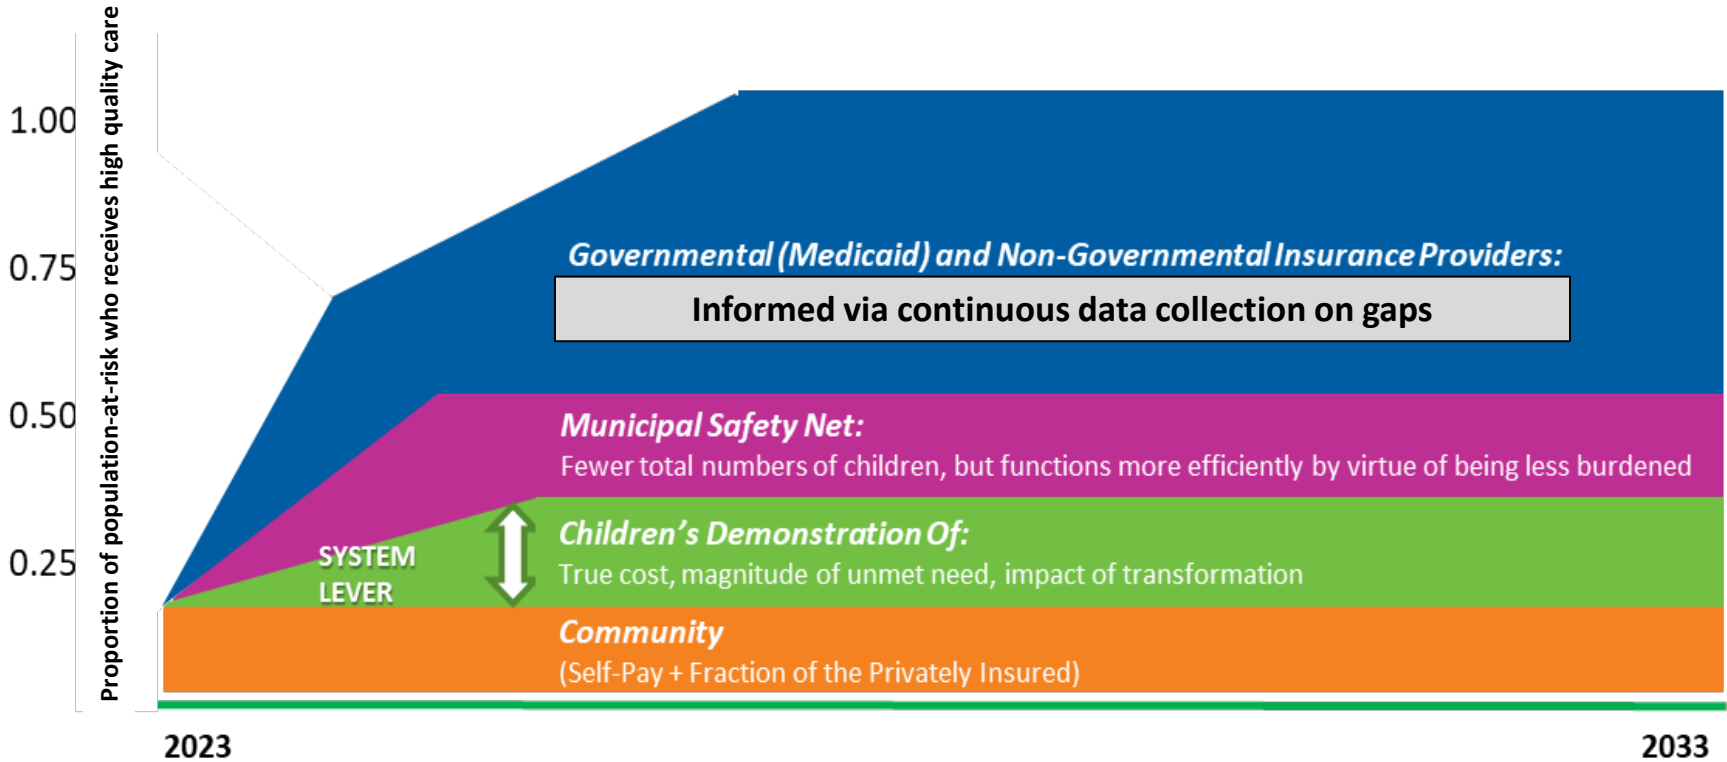 Proportion of population-at-risk who receives high quality care
1.00
0.75
0.50
0.25
Governmental (Medicaid) and Non-Governmental Insurance Providers:
Informed via continuous data collection on gaps
Municipal Safety Net:
Fewer total numbers of children, but functions more efficiently by virtue of being less burdened
SYSTEM
LEVER
Children's Demonstration Of:
True cost, magnitude of unmet need, impact of transformation
Community
(Self-Pay + Fraction of the Privately Insured)
2023
2033